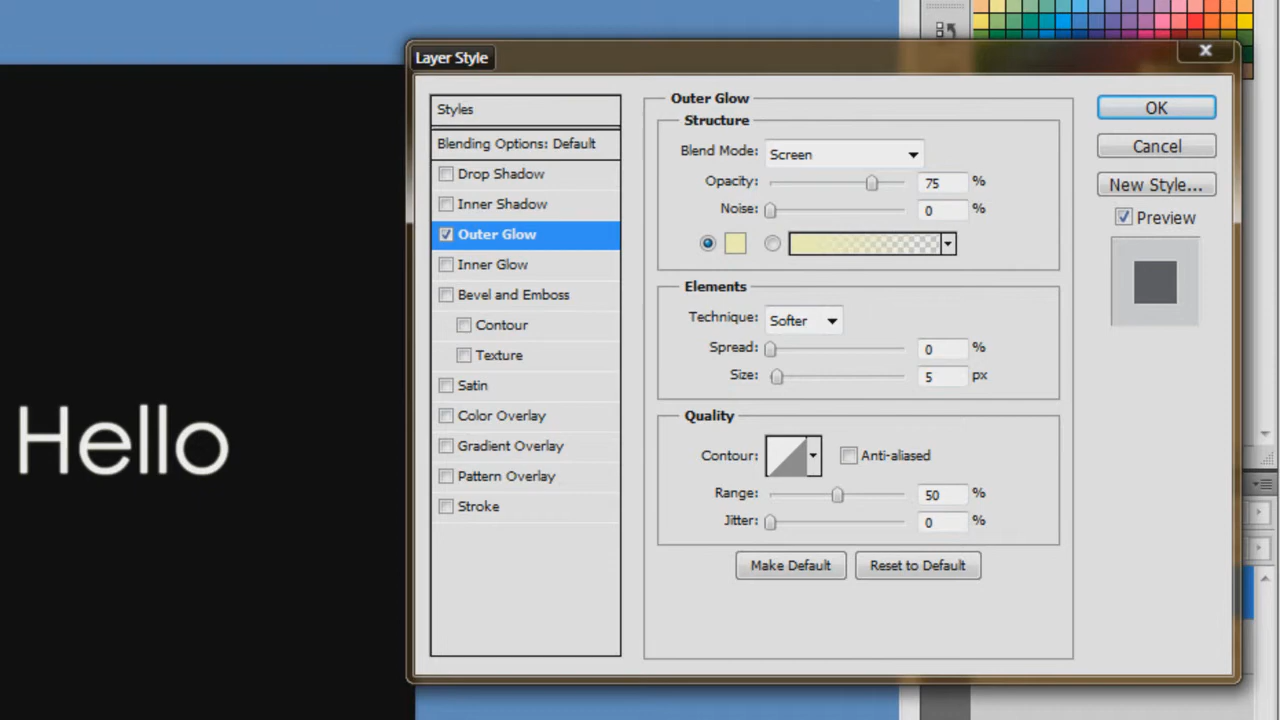 Layer Style
Styles
Blending Options: Default
Drop Shadow
Inner Shadow
Outer Glow
Inner Glow
Bevel and Emboss
Contour
Texture
Satin
Color Overlay
Gradient Overlay
Pattern Overlay
Stroke
Outer Glow
Structure
Blend Mode: Screen
Opacity: 75 %
Noise: 0 %
Elements
Technique: Softer
Spread: 0 %
Size: 5 px
Quality
Contour: Anti-aliased
Range: 50 %
Jitter: 0 %
Make Default Reset to Default
OK
Cancel
New Style...
Preview
Hello